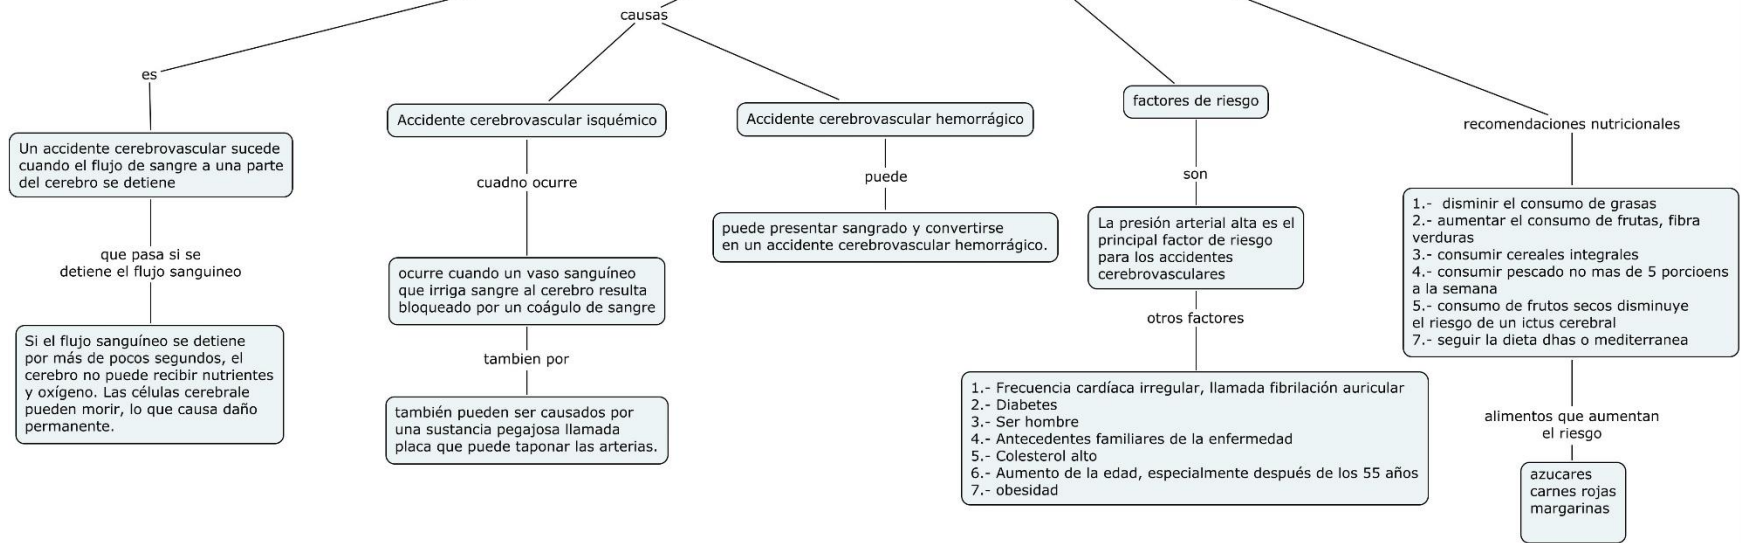 causas
es
Un accidente cerebrovascular sucede
cuando el flujo de sangre a una parte
del cerebro se detiene
que pasa si se
detiene el flujo sanguineo
Si el flujo sanguíneo se detiene
por más de pocos segundos, el
cerebro no puede recibir nutrientes
y oxígeno. Las células cerebrale
pueden morir, lo que causa daño
permanente.
Accidente cerebrovascular isquémico
cuadno ocurre
ocurre cuando un vaso sanguíneo
que irriga sangre al cerebro resulta
bloqueado por un coágulo de sangre
tambien por
también pueden ser causados por
una sustancia pegajosa llamada
placa que puede taponar las arterias.
Accidente cerebrovascular hemorrágico
puede
puede presentar sangrado y convertirse
en un accidente cerebrovascular hemorrágico.
factores de riesgo
son
La presión arterial alta es el
principal factor de riesgo
para los accidentes
cerebrovasculares
otros factores
1.- Frecuencia cardíaca irregular, llamada fibrilación auricular
2.- Diabetes
3.- Ser hombre
4.- Antecedentes familiares de la enfermedad
5.- Colesterol alto
6.- Aumento de la edad, especialmente después de los 55 años
7.- obesidad
recomendaciones nutricionales
1.- disminir el consumo de grasas
2.- aumentar el consumo de frutas, fibra
verduras
3.- consumir cereales integrales
4.- consumir pescado no mas de 5 porcioens
a la semana
5.- consumo de frutos secos disminuye
el riesgo de un ictus cerebral
7.- seguir la dieta dhas o mediterranea
alimentos que aumentan
el riesgo
azucares
carnes rojas
margarinas